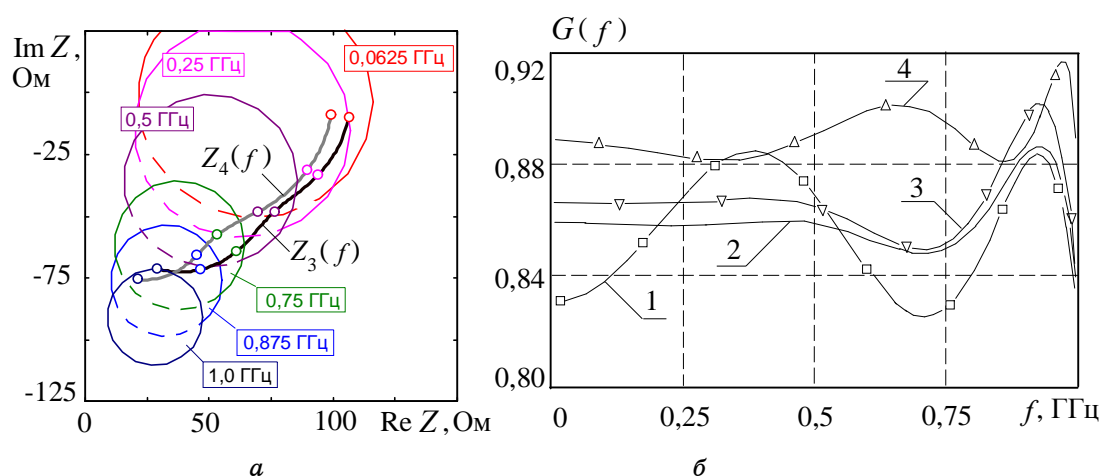 Im Z,
Ом
0,25 ГГц
0,0625 ГГц
0,5 ГГц
Z4(f)
Z3(f)
0,75 ГГц
0,875 ГГц
1,0 ГГц
-25
-75
-125
0
50
100
Re Z, Ом
а
G(f)
0,92
0,88
0,84
0,80
4
3
2
1
0
0,25
0,5
0,75
f, ГГц
б